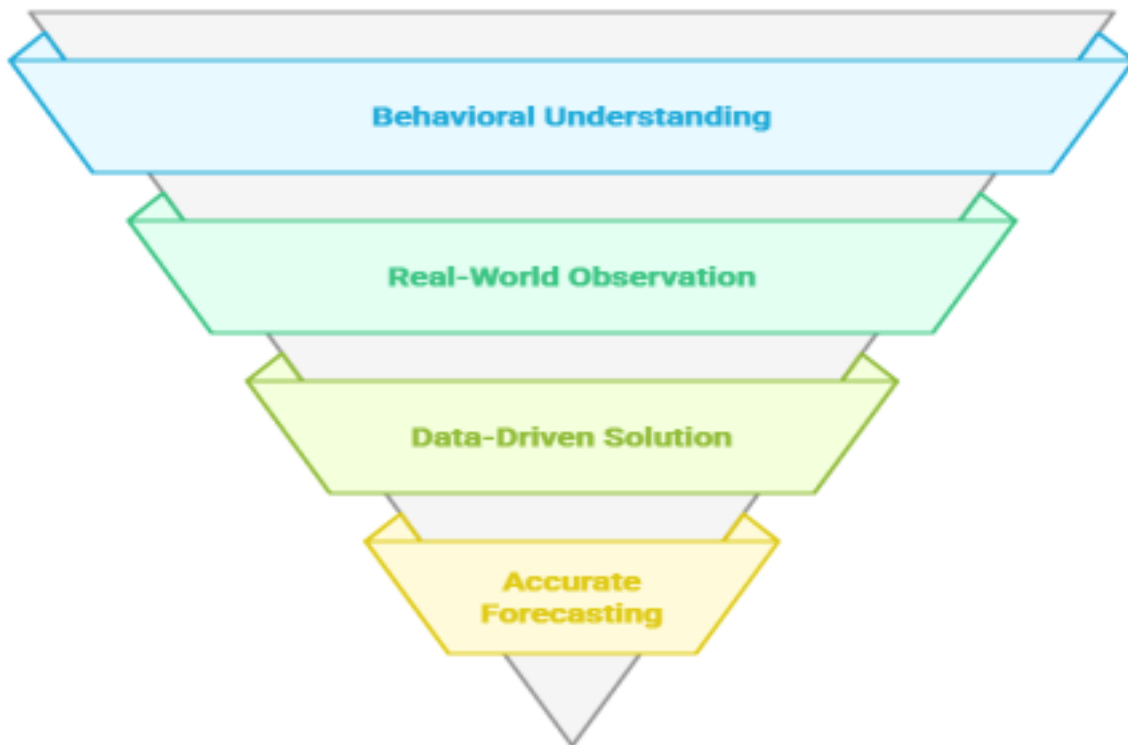 Behavioral Understanding
Real-World Observation
Data-Driven Solution
Accurate
Forecasting